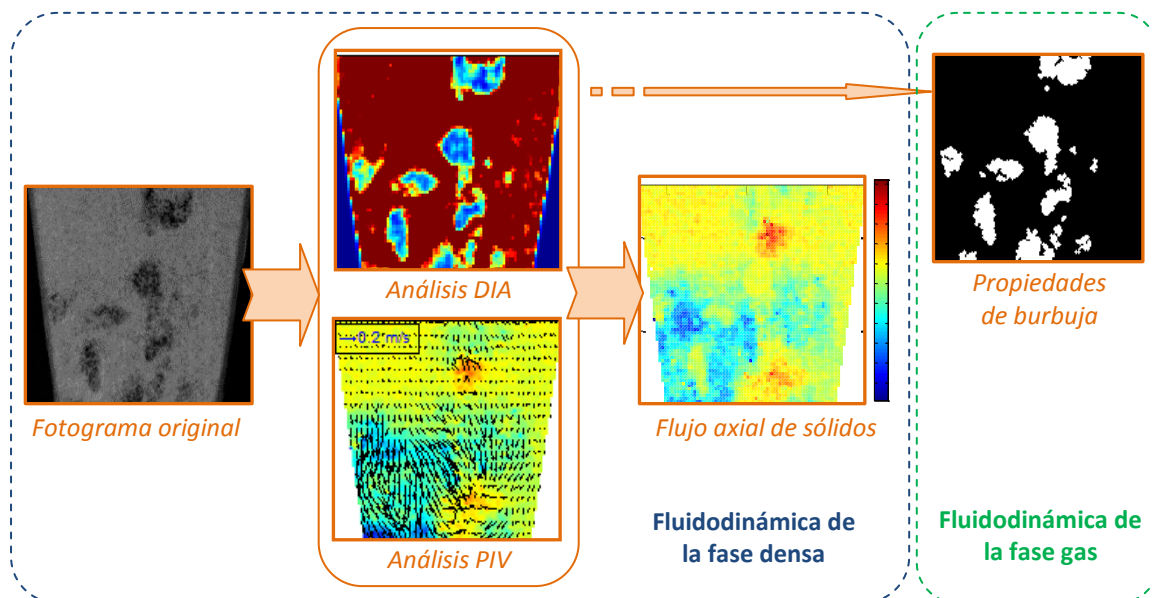 Fotograma original
Análisis DIA
0.2 m/s
Análisis PIV
Flujo axial de sólidos
Fluidodinámica de
la fase densa
Propiedades
de burbuja
Fluidodinámica de
la fase gas